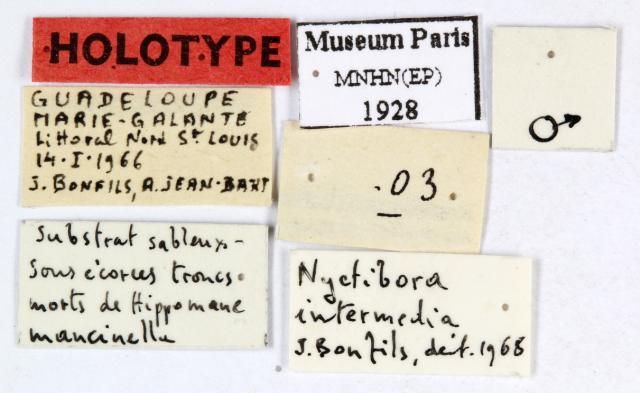 HOLOTYPE
Museum Paris
MNHN(EP)
1928
♂
GUADELOUPE
MARIE-GALANTE
Littoral Nord St LOUIS
14.I.1966
J. BONFILS, A. JEAN-BART
.03
Substrat sableux-
Sous écorces troncs
morts de Hippomane
mancinella
Nyctibora
intermedia
J. Bonfils, det. 1968